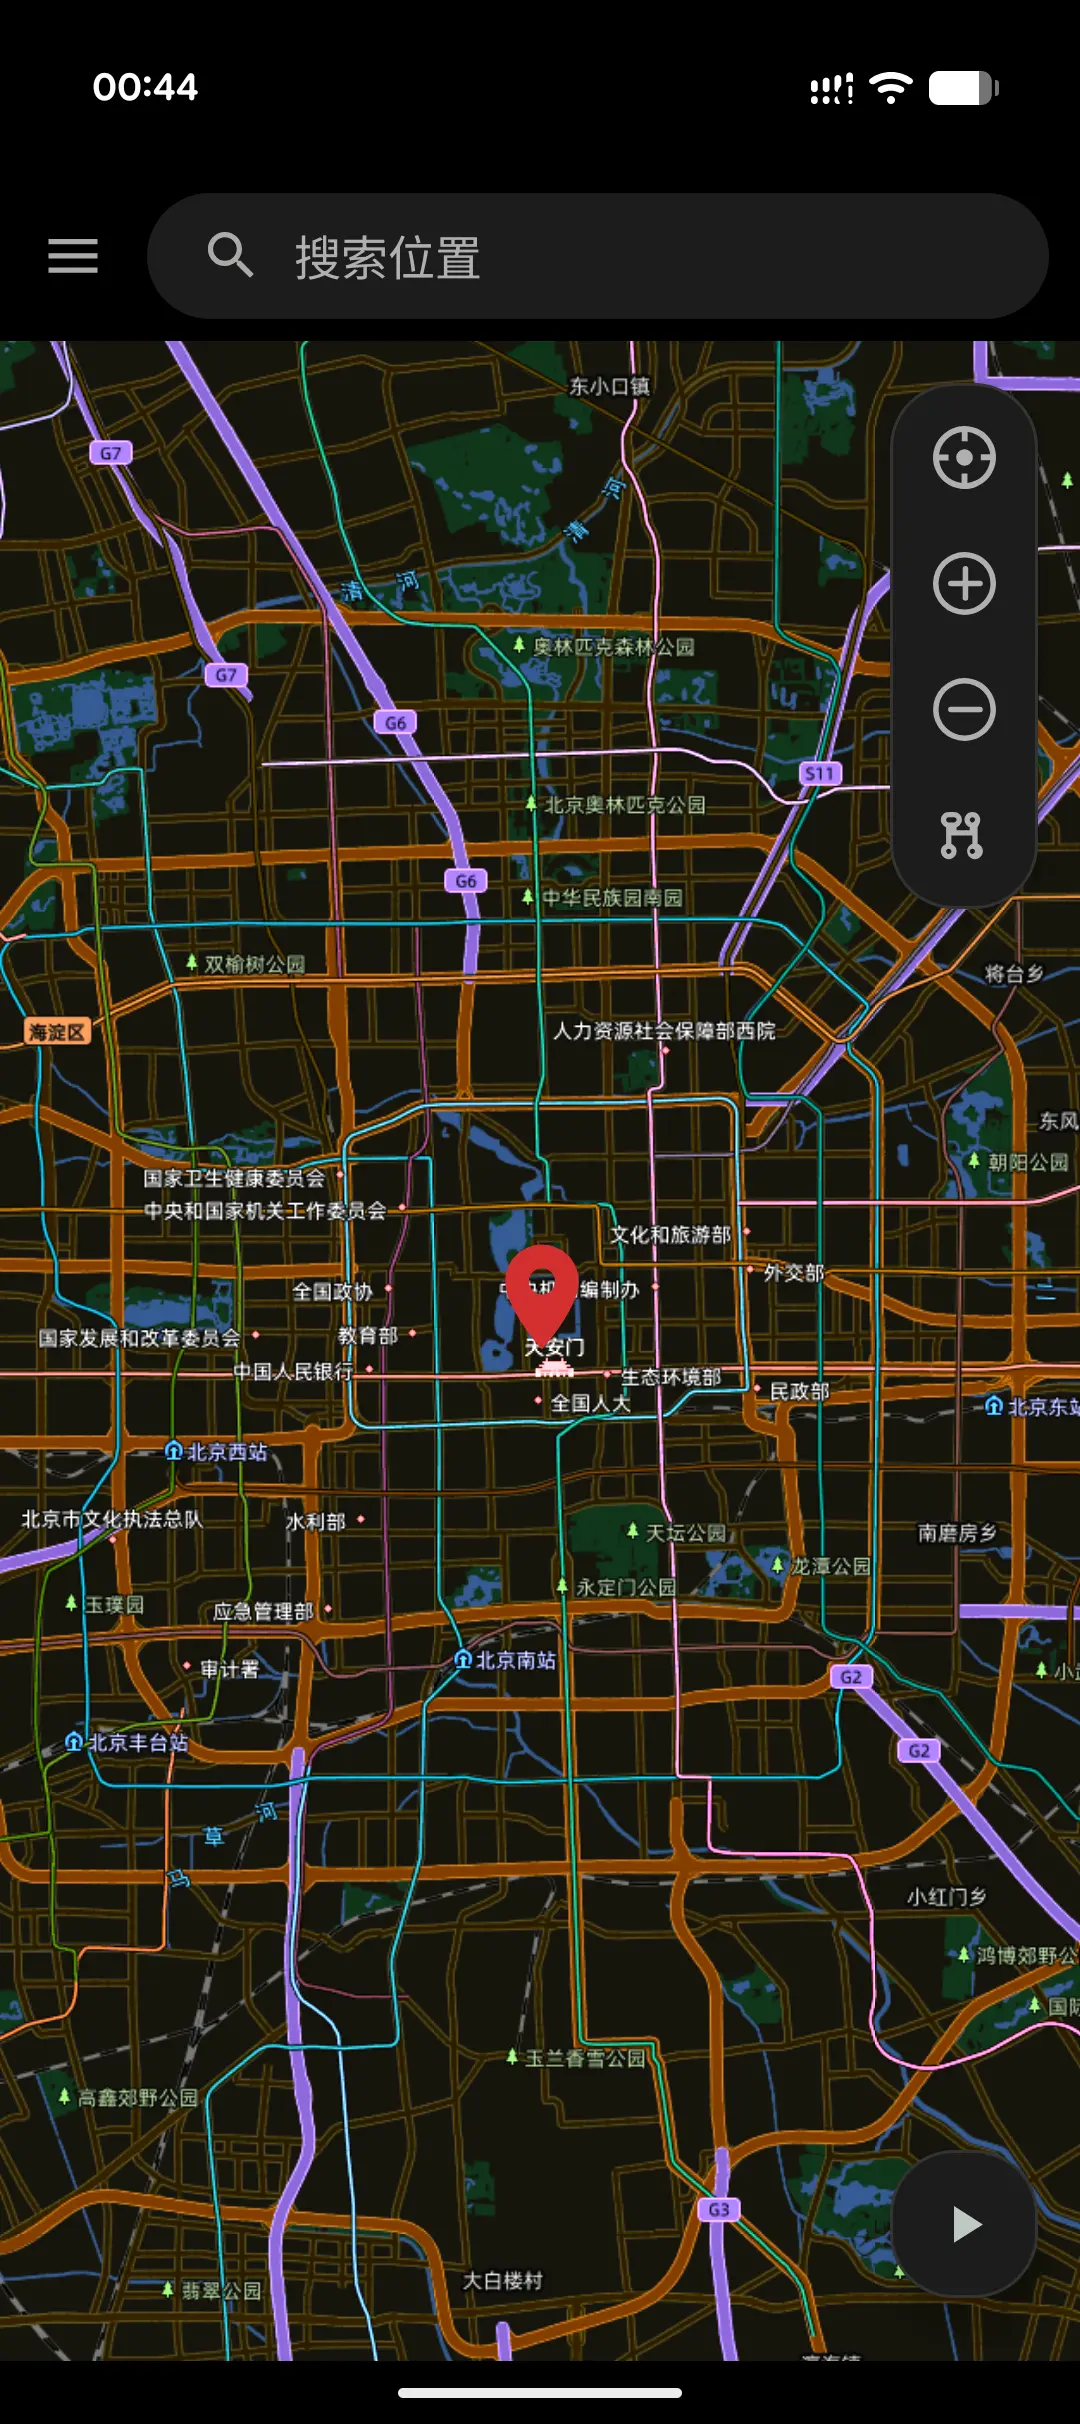 00:44
搜索位置
东小口镇
G7
清 河
清 河
奥林匹克森林公园
G7
G6
S11
北京奥林匹克公园
G6
中华民族园南园
双榆树公园
将台乡
海淀区
人力资源社会保障部西院
东风
朝阳公园
国家卫生健康委员会
中央和国家机关工作委员会
文化和旅游部
外交部
全国政协
编制办
国家发展和改革委员会
教育部
天安门
中国人民银行
生态环境部
民政部
全国人大
北京东站
北京西站
北京市文化执法总队
水利部
天坛公园
南磨房乡
龙潭公园
永定门公园
玉璞园
应急管理部
北京南站
审计署
G2
小武
北京丰台站
G2
河
草
马
小红门乡
鸿博郊野公
国际
玉兰香雪公园
高鑫郊野公园
G3
大白楼村
翡翠公园